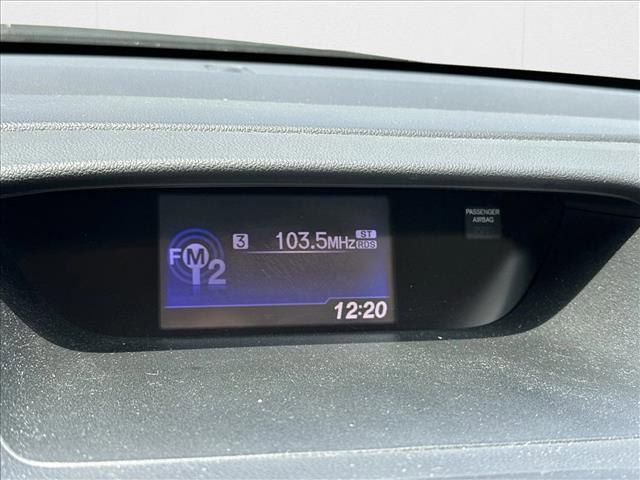 PASSENGER
AIRBAG
3 103.5MHz ST
RDS
FM2
12:20